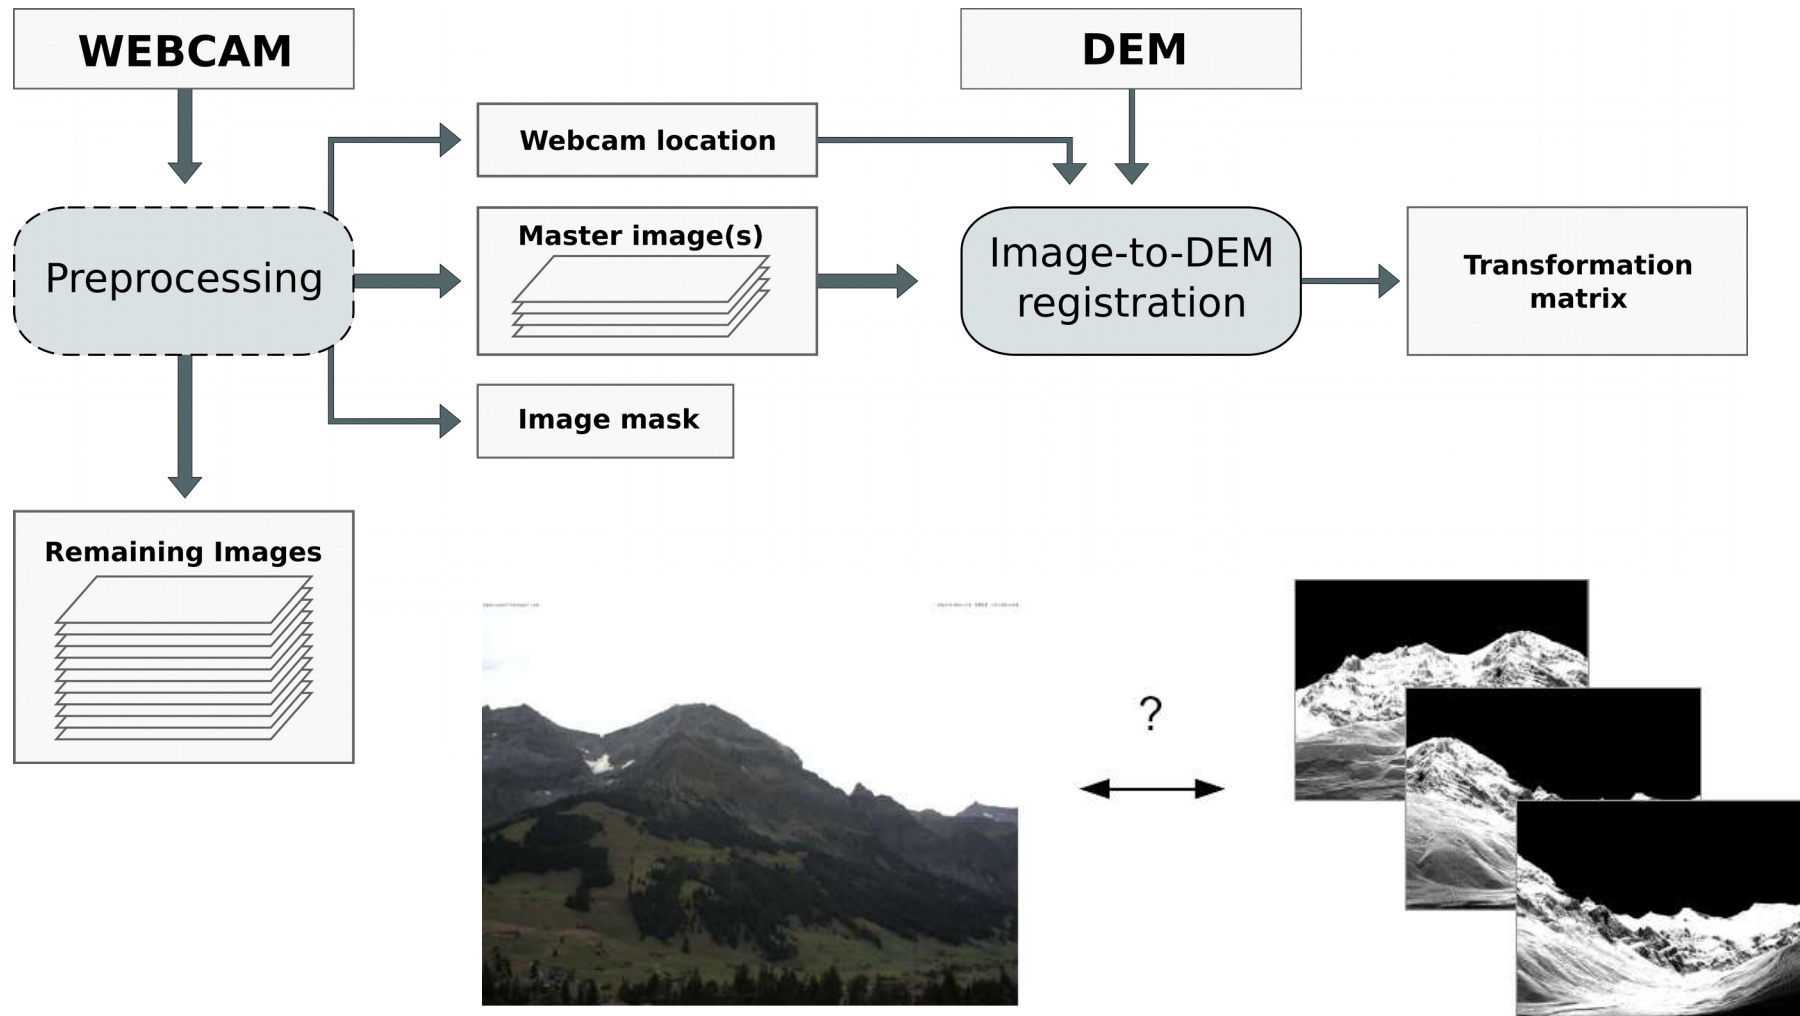 WEBCAM
DEM
Webcam location
Master image(s)
Preprocessing
Image-to-DEM
registration
Transformation
matrix
Image mask
Remaining Images
?